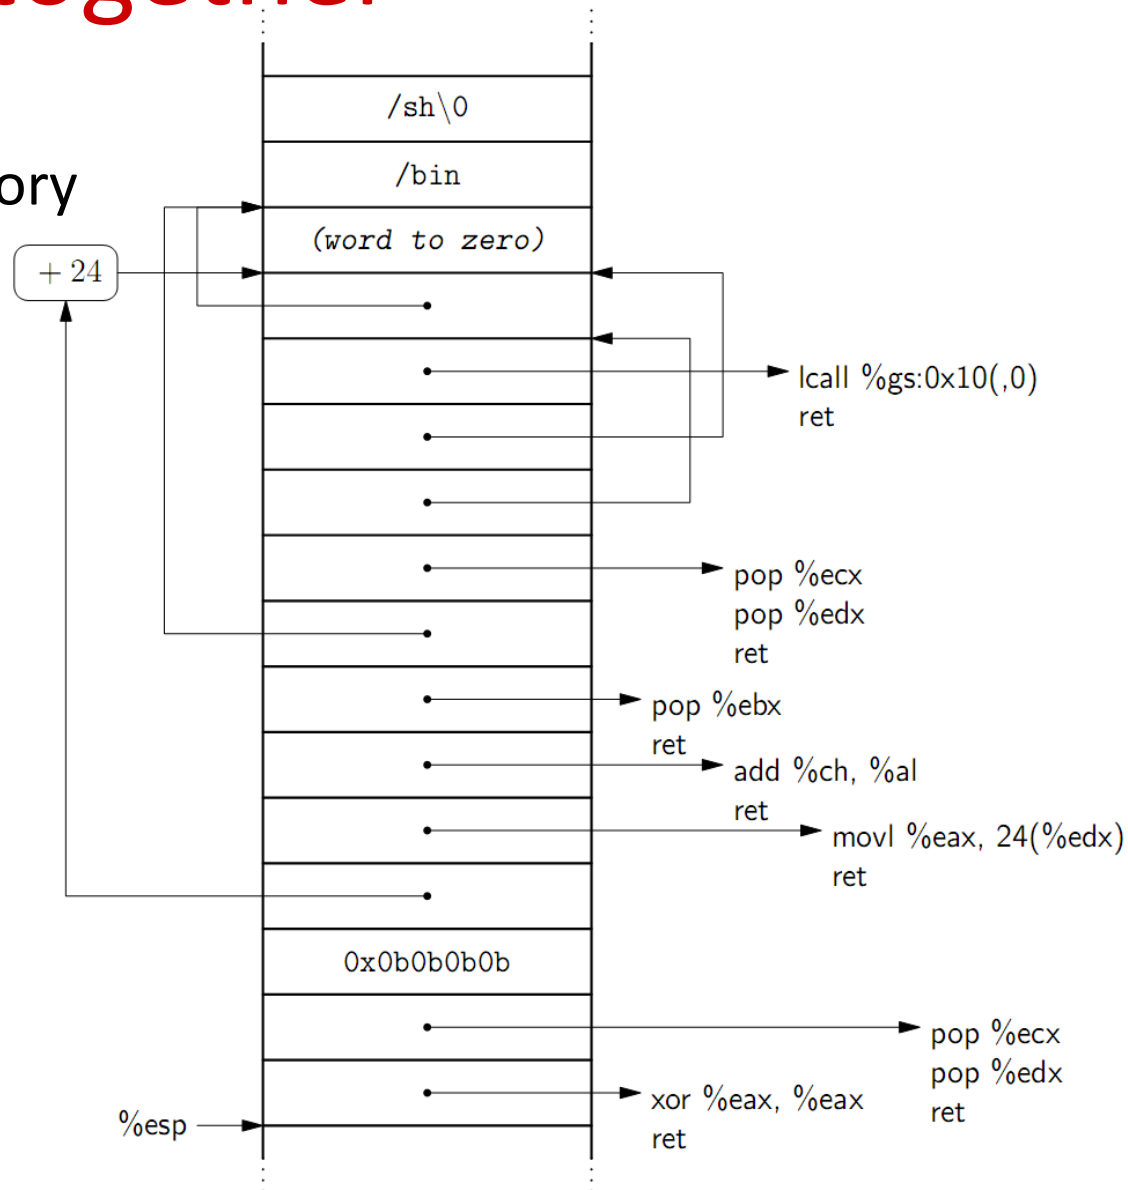 together
ory
/sh\0
/bin
(word to zero)
+ 24
lcall %gs:0x10(,0)
ret
pop %ecx
pop %edx
ret
pop %ebx
ret
add %ch, %al
ret
movl %eax, 24(%edx)
ret
0x0b0b0b0b
pop %ecx
pop %edx
ret
xor %eax, %eax
ret
%esp